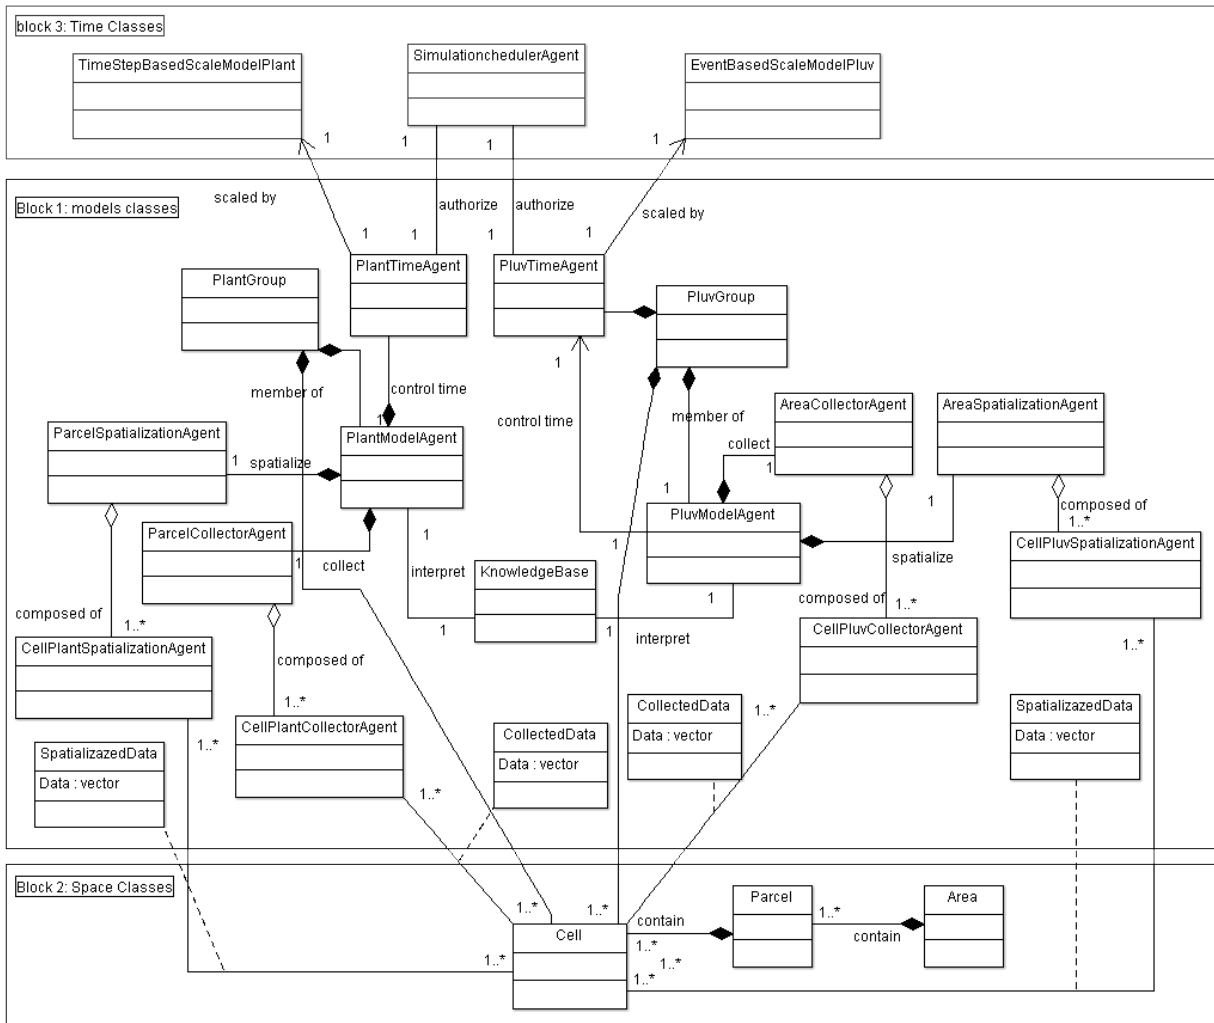 block 3: Time Classes
TimeStepBasedScaleModelPlant
SimulationchedulerAgent
EventBasedScaleModelPluv
1
1
1
1
scaled by
authorize
authorize
scaled by
Block 1: models classes
1
1
1
1
PlantGroup
PlantTimeAgent
PluvTimeAgent
PluvGroup
member of
control time
1
control time
1
member of
AreaCollectorAgent
AreaSpatializationAgent
ParcelSpatializationAgent
PlantModelAgent
collect
1
1
spatialize
1
1
PluvModelAgent
composed of
1..*
ParcelCollectorAgent
1
collect
1
interpret
KnowledgeBase
1
spatialize
CellPluvSpatializationAgent
composed of
1..*
1
1
1
interpret
composed of
1..*
CellPlantSpatializationAgent
CellPluvCollectorAgent
1..*
composed of
1..*
CellPlantCollectorAgent
1..*
SpatializazedData
Data : vector
CollectedData
Data : vector
CollectedData
Data : vector
1..*
SpatializazedData
Data : vector
1..*
Block 2: Space Classes
1..*
1..*
Cell
contain
1..*
Parcel
1..*
contain
Area
1..*
1..*
1..*